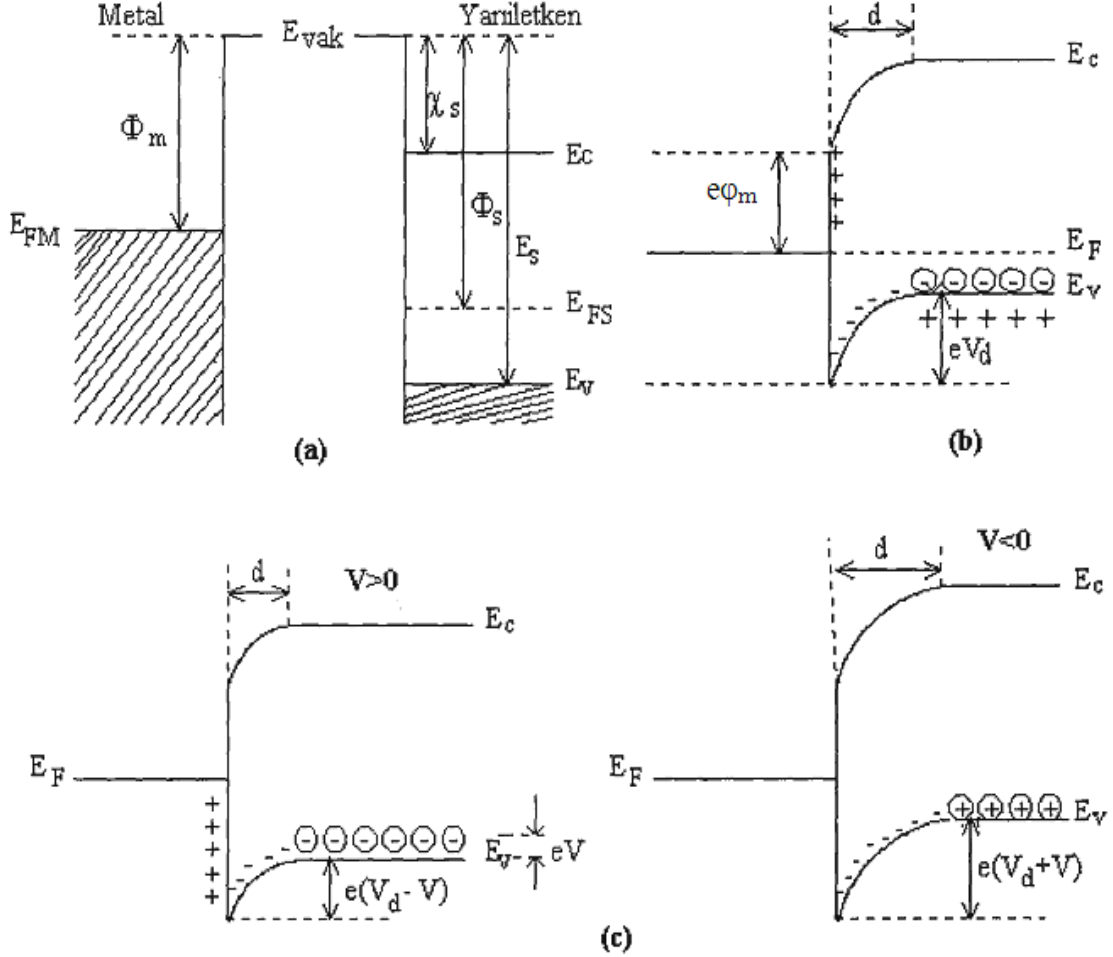 Metal
Yarıiletken
E_vak
Φ_m
χ_s
E_c
Φ_s
E_s
E_FM
E_FS
E_v
(a)
d
E_c
+
+
+
+
eφ_m
E_F
- - - - -
E_v
+ + + + +
eV_d
(b)
d
V>0
E_c
E_F
+
+
+
+
+
- - - - - -
E_v
eV
e(V_d - V)
d
V<0
E_c
E_F
+ + + +
E_v
e(V_d+V)
(c)